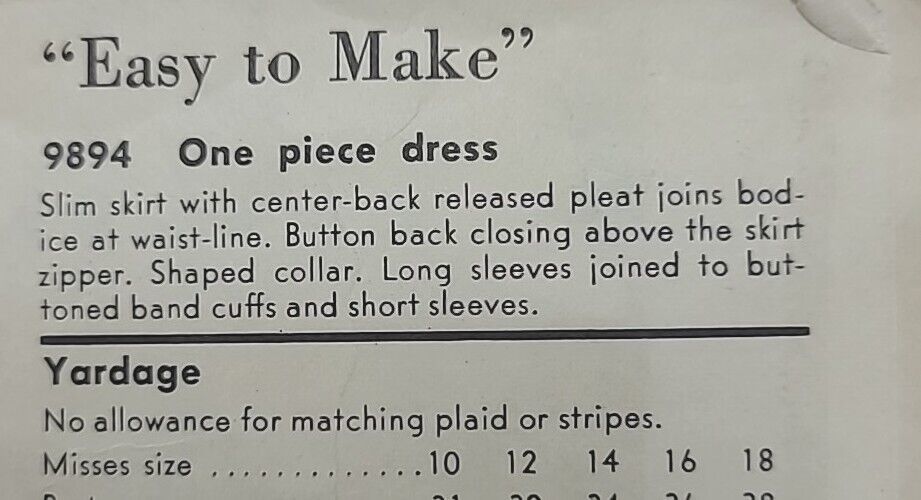 “Easy to Make”
9894 One piece dress
Slim skirt with center-back released pleat joins bod-
ice at waist-line. Button back closing above the skirt
zipper. Shaped collar. Long sleeves joined to but-
toned band cuffs and short sleeves.
Yardage
No allowance for matching plaid or stripes.
Misses size .............10 12 14 16 18